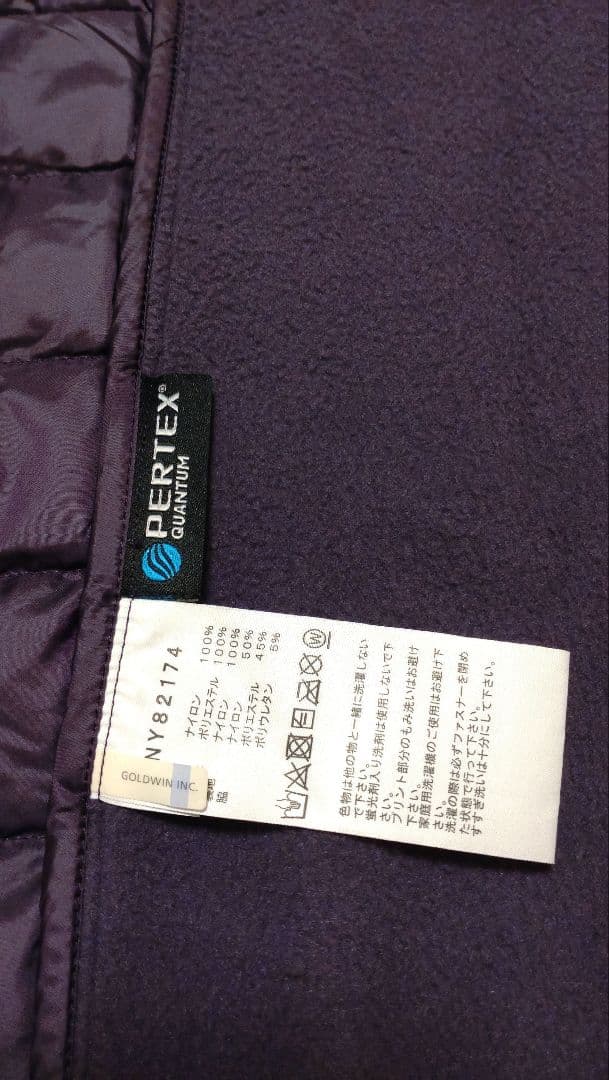 PERTEX®
QUANTUM
NY82174
GOLDWIN INC.
ナイロン 100%
ポリエステル 100%
ナイロン 100%
ナイロン 50%
ポリエステル 45%
ポリウレタン 5%
脇
W
色物は他の物と一緒に洗濯しない
で下さい。
蛍光剤入り洗剤は使用しないで下
さい。
プリント部分のもみ洗いはお避け
下さい。
家庭用洗濯機のご使用はお避け下
さい。
洗濯の際は必ずファスナーを閉め
た状態で行って下さい。
すすぎ洗いは十分にして下さい。